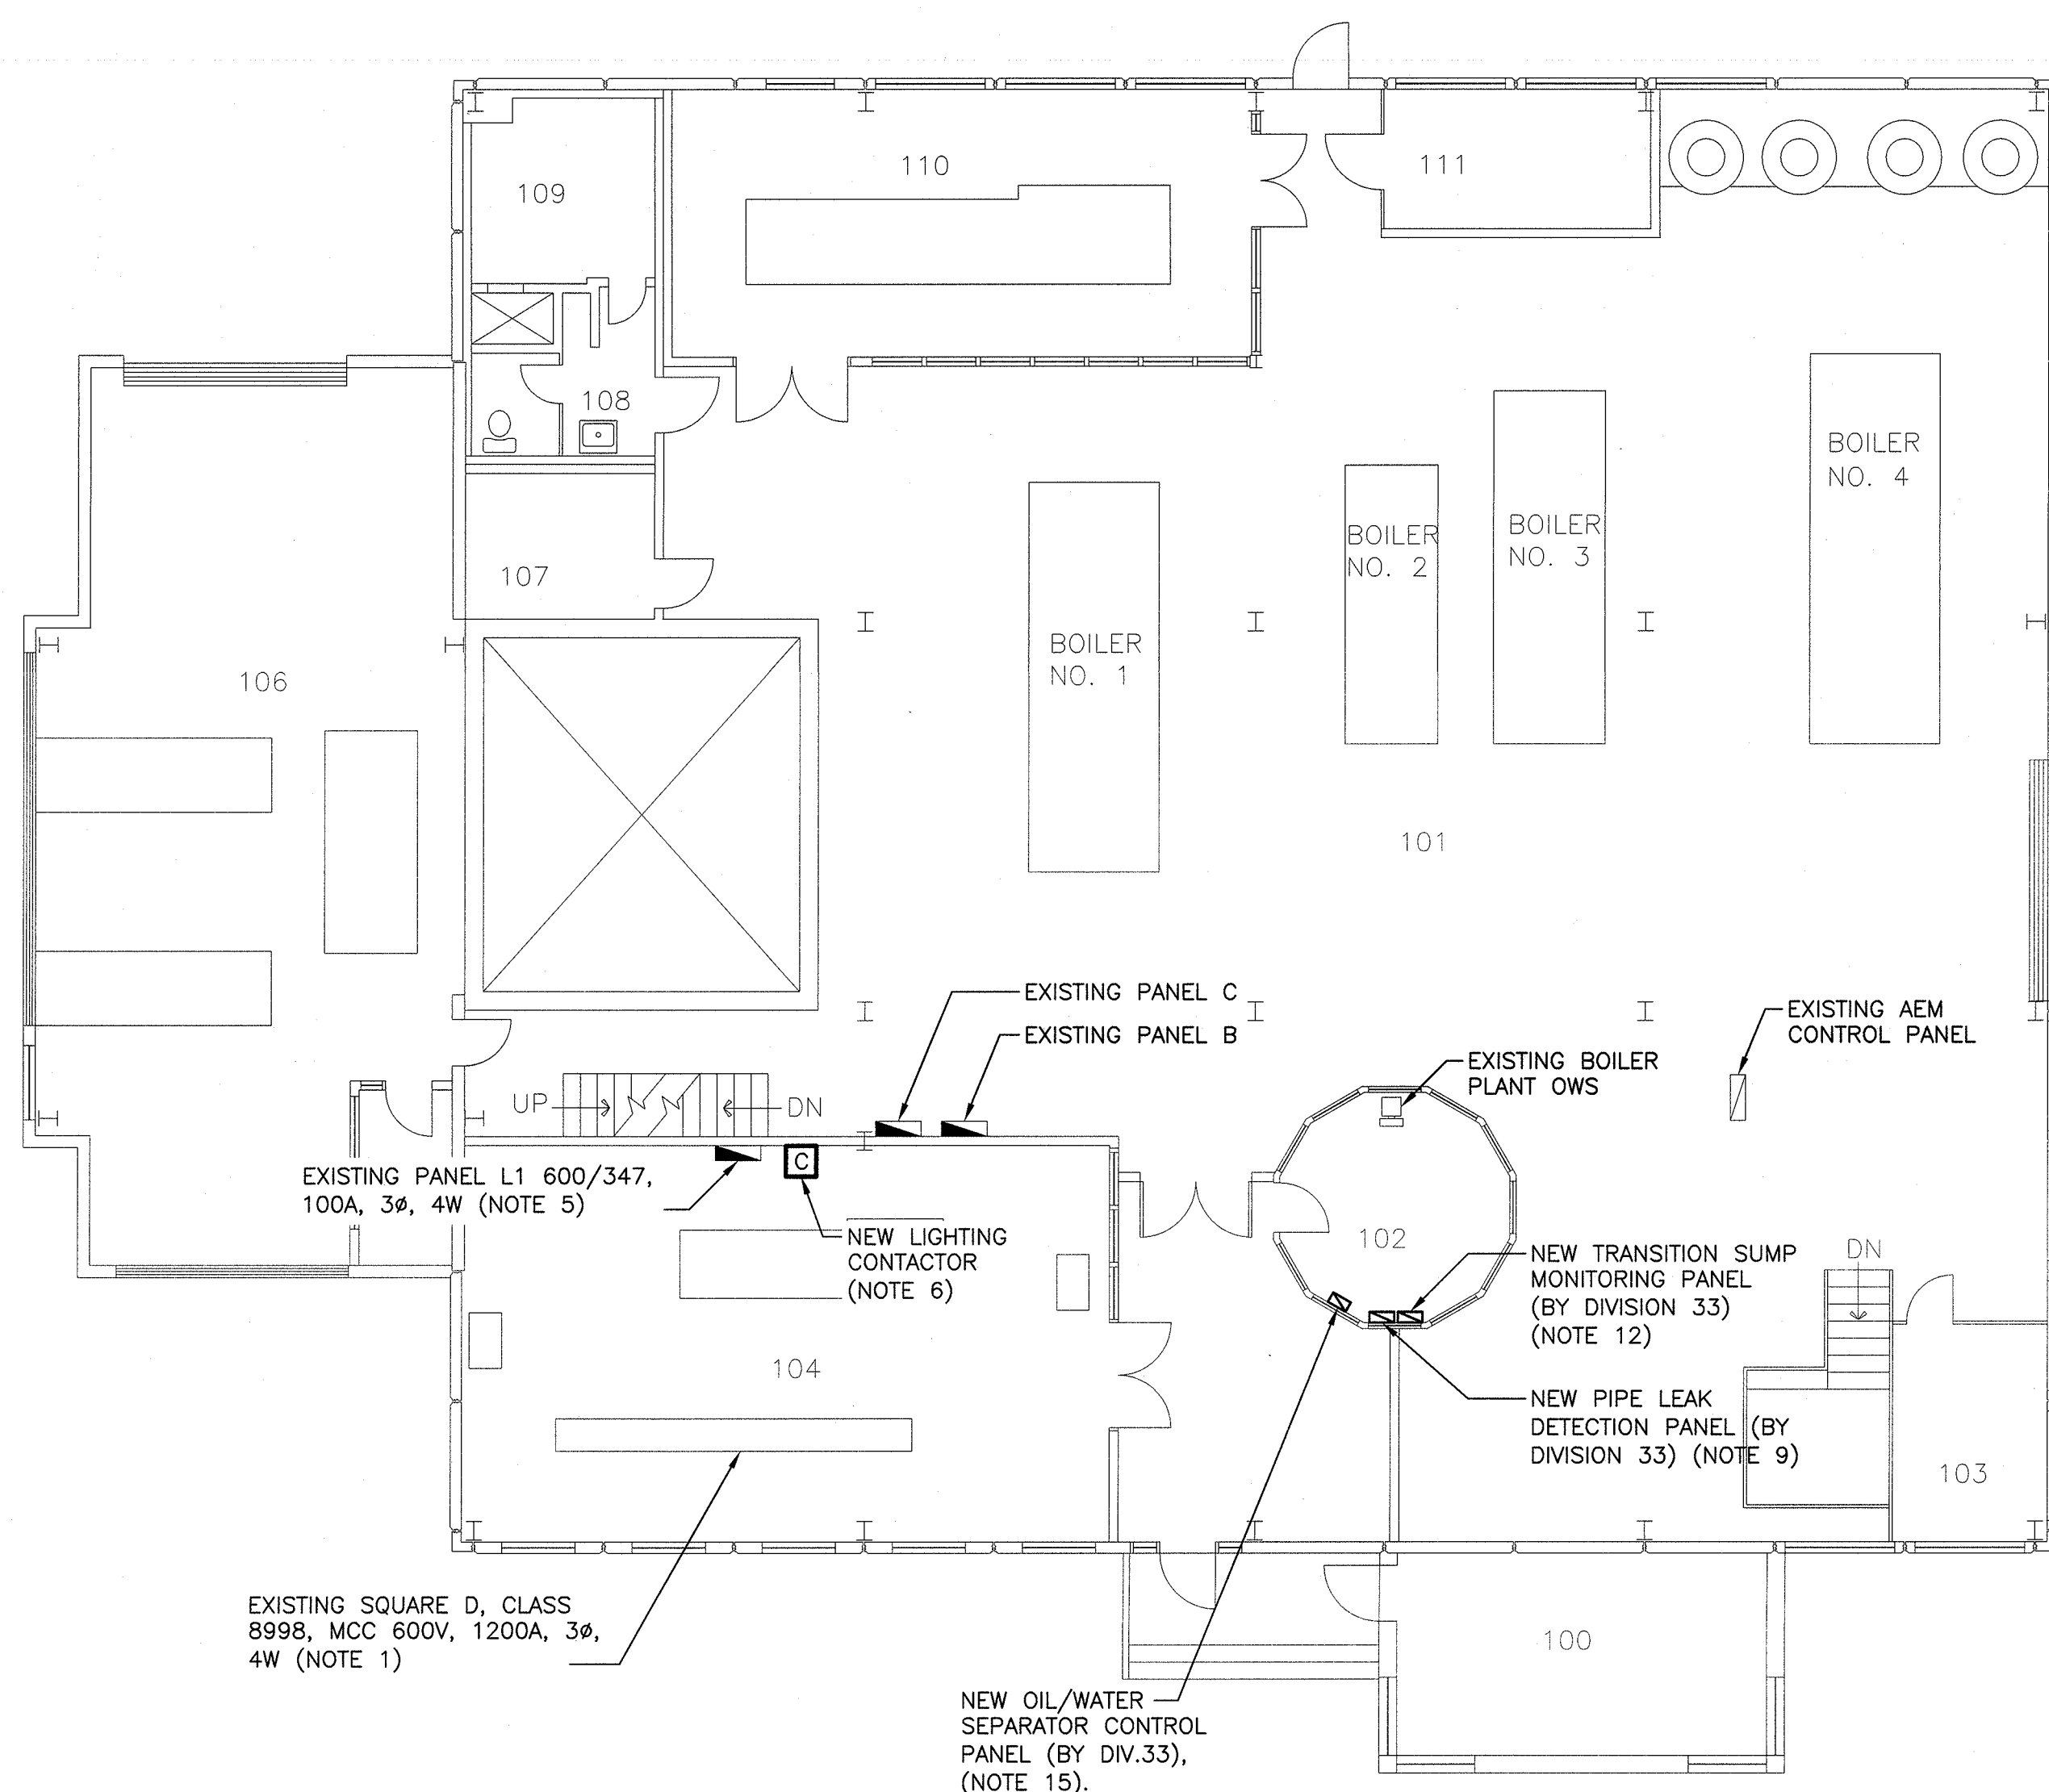 110
111
109
108
BOILER
NO. 4
BOILER
NO. 3
BOILER
NO. 2
107
BOILER
NO. 1
106
101
EXISTING PANEL C
EXISTING PANEL B
EXISTING AEM
CONTROL PANEL
EXISTING BOILER
PLANT OWS
UP
DN
C
EXISTING PANEL L1 600/347,
100A, 3ø, 4W (NOTE 5)
NEW LIGHTING
CONTACTOR
(NOTE 6)
102
NEW TRANSITION SUMP
MONITORING PANEL
(BY DIVISION 33)
(NOTE 12)
DN
104
NEW PIPE LEAK
DETECTION PANEL (BY
DIVISION 33) (NOTE 9)
103
EXISTING SQUARE D, CLASS
8998, MCC 600V, 1200A, 3ø,
4W (NOTE 1)
100
NEW OIL/WATER
SEPARATOR CONTROL
PANEL (BY DIV.33),
(NOTE 15).